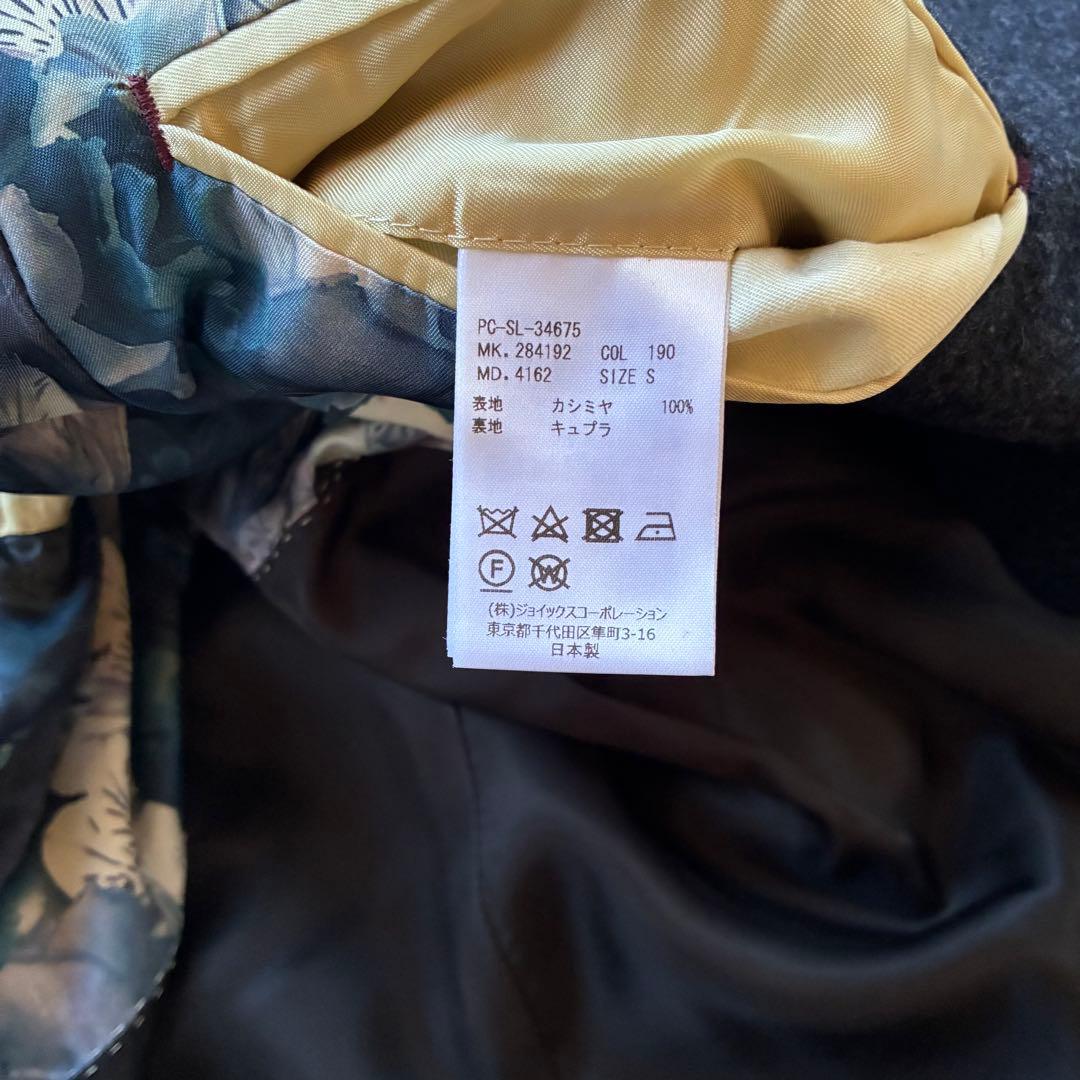 PC-SL-34675
MK. 284192 COL 190
MD. 4162 SIZE S
表地 カシミヤ 100%
裏地 キュプラ
F
W
(株)ジョイックスコーポレーション
東京都千代田区隼町3-16
日本製